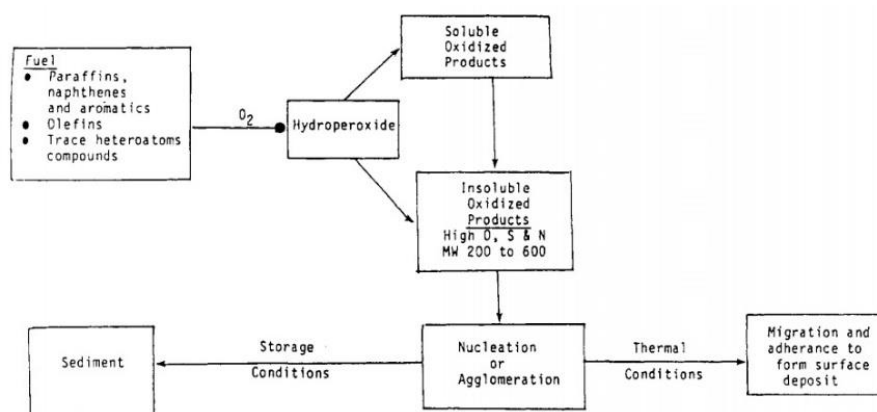 Fuel
● Paraffins,
naphthenes
and aromatics
● Olefins
● Trace heteroatoms
compounds
O2
Hydroperoxide
Soluble
Oxidized
Products
Insoluble
Oxidized
Products
High O, S & N
MW 200 to 600
Sediment
Storage
Conditions
Nucleation
or
Agglomeration
Thermal
Conditions
Migration and
adherance to
form surface
deposit